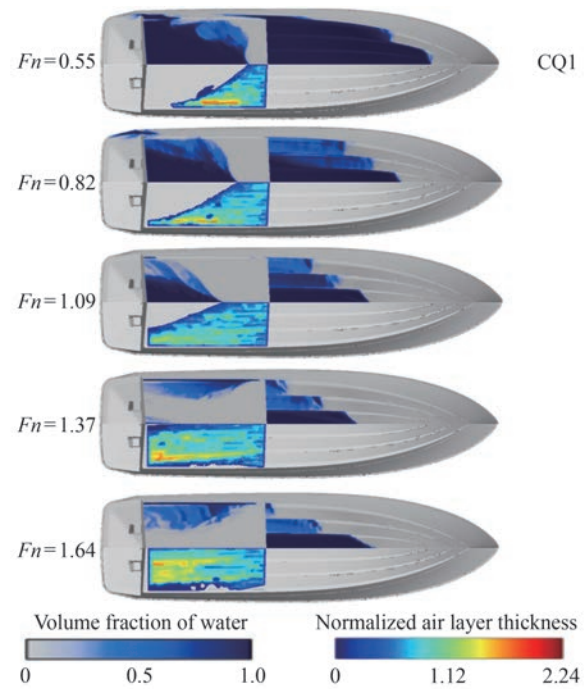 Fn=0.55
CQ1
Fn=0.82
Fn=1.09
Fn=1.37
Fn=1.64
Volume fraction of water
0 0.5 1.0
Normalized air layer thickness
0 1.12 2.24